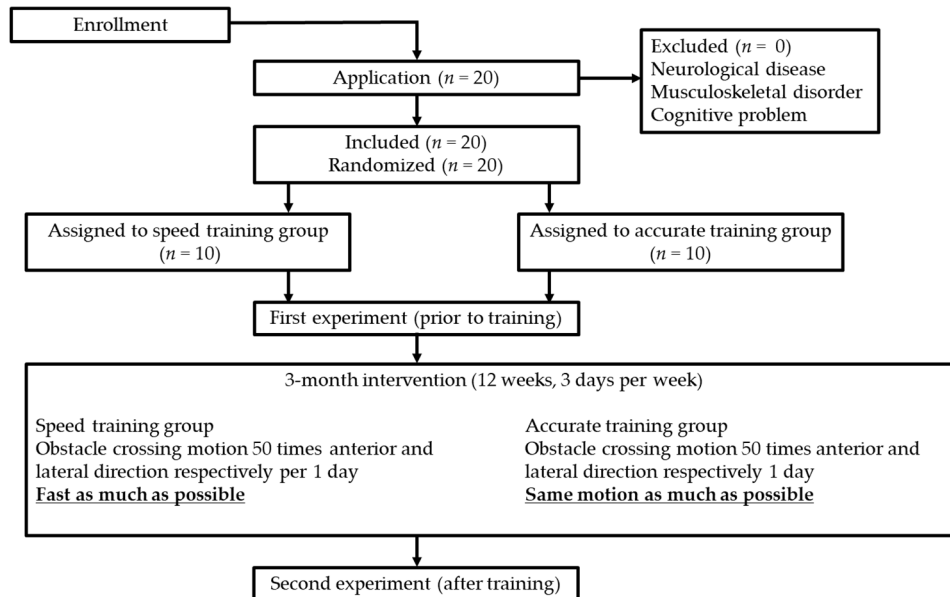 Enrollment
Application (n = 20)
Excluded (n = 0)
Neurological disease
Musculoskeletal disorder
Cognitive problem
Included (n = 20)
Randomized (n = 20)
Assigned to speed training group
(n = 10)
Assigned to accurate training group
(n = 10)
First experiment (prior to training)
3-month intervention (12 weeks, 3 days per week)
Speed training group
Obstacle crossing motion 50 times anterior and
lateral direction respectively per 1 day
Fast as much as possible
Accurate training group
Obstacle crossing motion 50 times anterior and
lateral direction respectively 1 day
Same motion as much as possible
Second experiment (after training)